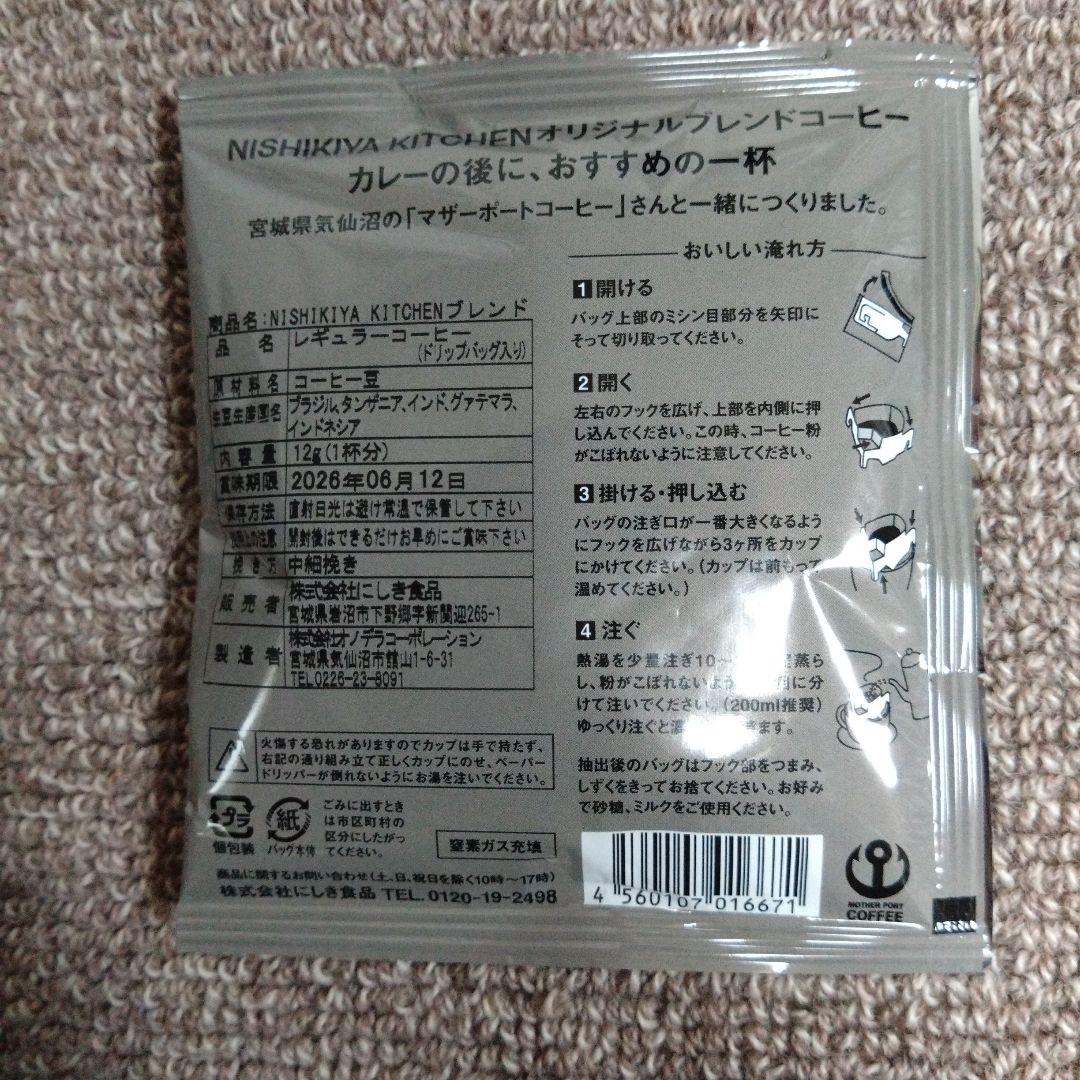 NISHIKIYA KITCHENオリジナルブレンドコーヒー
カレーの後に、おすすめの一杯
宮城県気仙沼の「マザーポートコーヒー」さんと一緒につくりました。
商品名:NISHIKIYA KITCHENブレンド
品名 レギュラーコーヒー
(ドリップバッグ入り)
原材料名 コーヒー豆
生豆生産国名 ブラジル、タンザニア、インド、グァテマラ、
インドネシア
内容量 12g(1杯分)
賞味期限 2026年06月12日
保存方法 直射日光は避け常温で保管して下さい
開封後はできるだけお早めにご賞味下さい
挽き方 中細挽き
販売者 株式会社にしき食品
宮城県岩沼市下野郷字新関迎265-1
製造者 株式会社オノデラコーポレーション
宮城県気仙沼市館山1-6-31
TEL0226-23-8091
火傷する恐れがありますのでカップは手で持たず、
右記の通り組み立て正しくカップにのせ、ペーパー
ドリッパーが倒れないようにお湯を注いでください。
プラ
個包装
紙
バッグ本体
ごみに出すとき
は市区町村の
区分にしたがっ
てください。
窒素ガス充填
商品に関するお問い合わせ(土、日、祝日を除く10時〜17時)
株式会社にしき食品 TEL. 0120-19-2498
おいしい淹れ方
1 開ける
バッグ上部のミシン目部分を矢印に
そって切り取ってください。
2 開く
左右のフックを広げ、上部を内側に押
し込んでください。この時、コーヒー粉
がこぼれないように注意してください。
3 掛ける・押し込む
バッグの注ぎ口が一番大きくなるよう
にフックを広げながら3ヶ所をカップ
にかけてください。(カップは前もって
温めてください。)
4 注ぐ
熱湯を少量注ぎ10〜 蒸ら
し、粉がこぼれないよう に分
けて注いでください。(200ml推奨)
ゆっくり注ぐと きます。
抽出後のバッグはフック部をつまみ、
しずくをきってお捨てください。お好み
で砂糖、ミルクをご使用ください。
4 560107 016671
MOTHER PORT
COFFEE